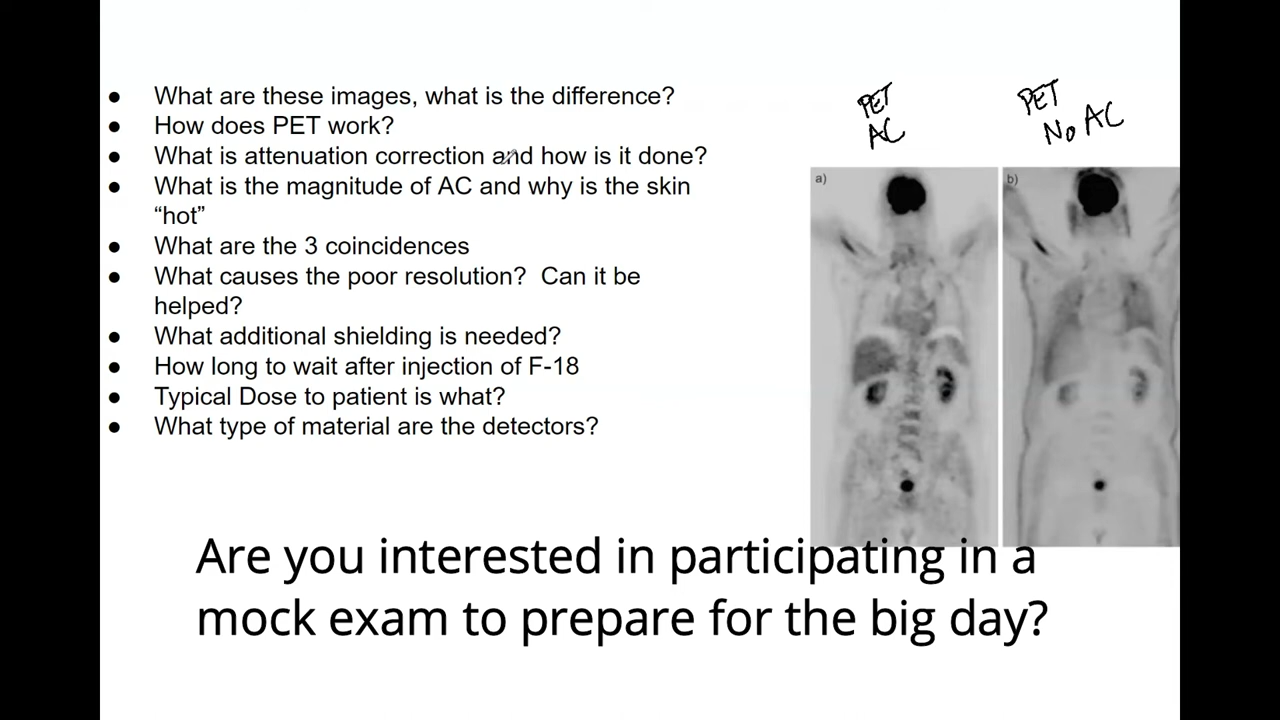 ● What are these images, what is the difference?
● How does PET work?
● What is attenuation correction and how is it done?
● What is the magnitude of AC and why is the skin
“hot”
● What are the 3 coincidences
● What causes the poor resolution?  Can it be
helped?
● What additional shielding is needed?
● How long to wait after injection of F-18
● Typical Dose to patient is what?
● What type of material are the detectors?
PET
AC
PET
No AC
a)
b)
Are you interested in participating in a
mock exam to prepare for the big day?